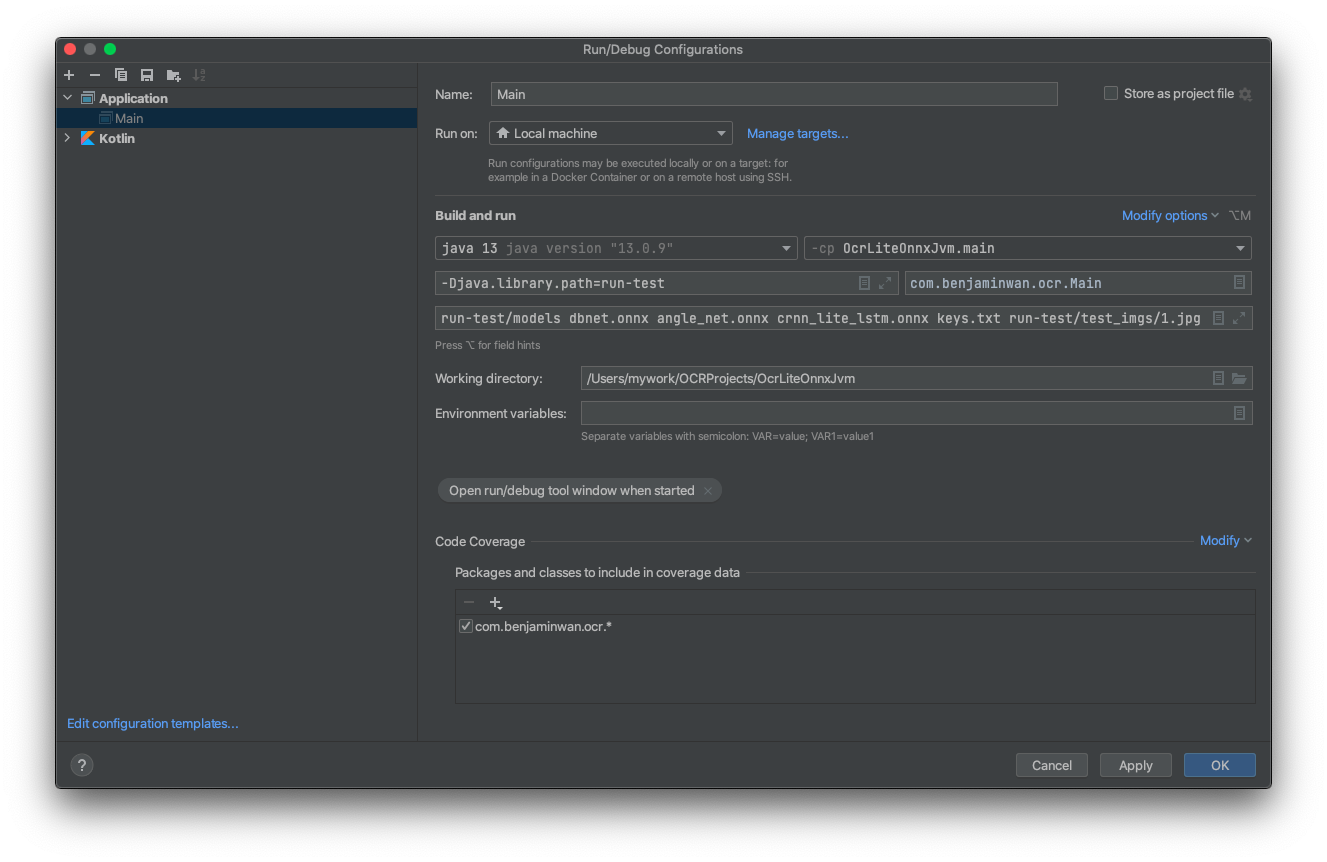 Run/Debug Configurations
Application
Main
Kotlin
Edit configuration templates...
Name: Main Store as project file
Run on: Local machine Manage targets...
Run configurations may be executed locally or on a target: for
example in a Docker Container or on a remote host using SSH.
Build and run Modify options ⌥M
java 13 java version "13.0.9" -cp OcrLiteOnnxJvm.main
-Djava.library.path=run-test com.benjaminwan.ocr.Main
run-test/models dbnet.onnx angle_net.onnx crnn_lite_lstm.onnx keys.txt run-test/test_imgs/1.jpg
Press ⌥ for field hints
Working directory: /Users/mywork/OCRProjects/OcrLiteOnnxJvm
Environment variables:
Separate variables with semicolon: VAR=value; VAR1=value1
Open run/debug tool window when started
Code Coverage Modify
Packages and classes to include in coverage data
com.benjaminwan.ocr.*
? Cancel Apply OK